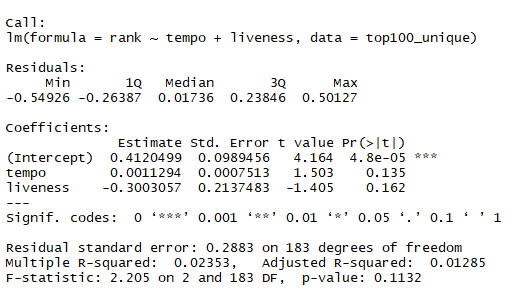 Call:
lm(formula = rank ~ tempo + liveness, data = top100_unique)
Residuals:
Min 1Q Median 3Q Max
-0.54926 -0.26387 0.01736 0.23846 0.50127
Coefficients:
Estimate Std. Error t value Pr(>|t|)
(Intercept) 0.4120499 0.0989456 4.164 4.8e-05 ***
tempo 0.0011294 0.0007513 1.503 0.135
liveness -0.3003057 0.2137483 -1.405 0.162
---
Signif. codes: 0 ‘***’ 0.001 ‘**’ 0.01 ‘*’ 0.05 ‘.’ 0.1 ‘ ’ 1
Residual standard error: 0.2883 on 183 degrees of freedom
Multiple R-squared: 0.02353, Adjusted R-squared: 0.01285
F-statistic: 2.205 on 2 and 183 DF, p-value: 0.1132